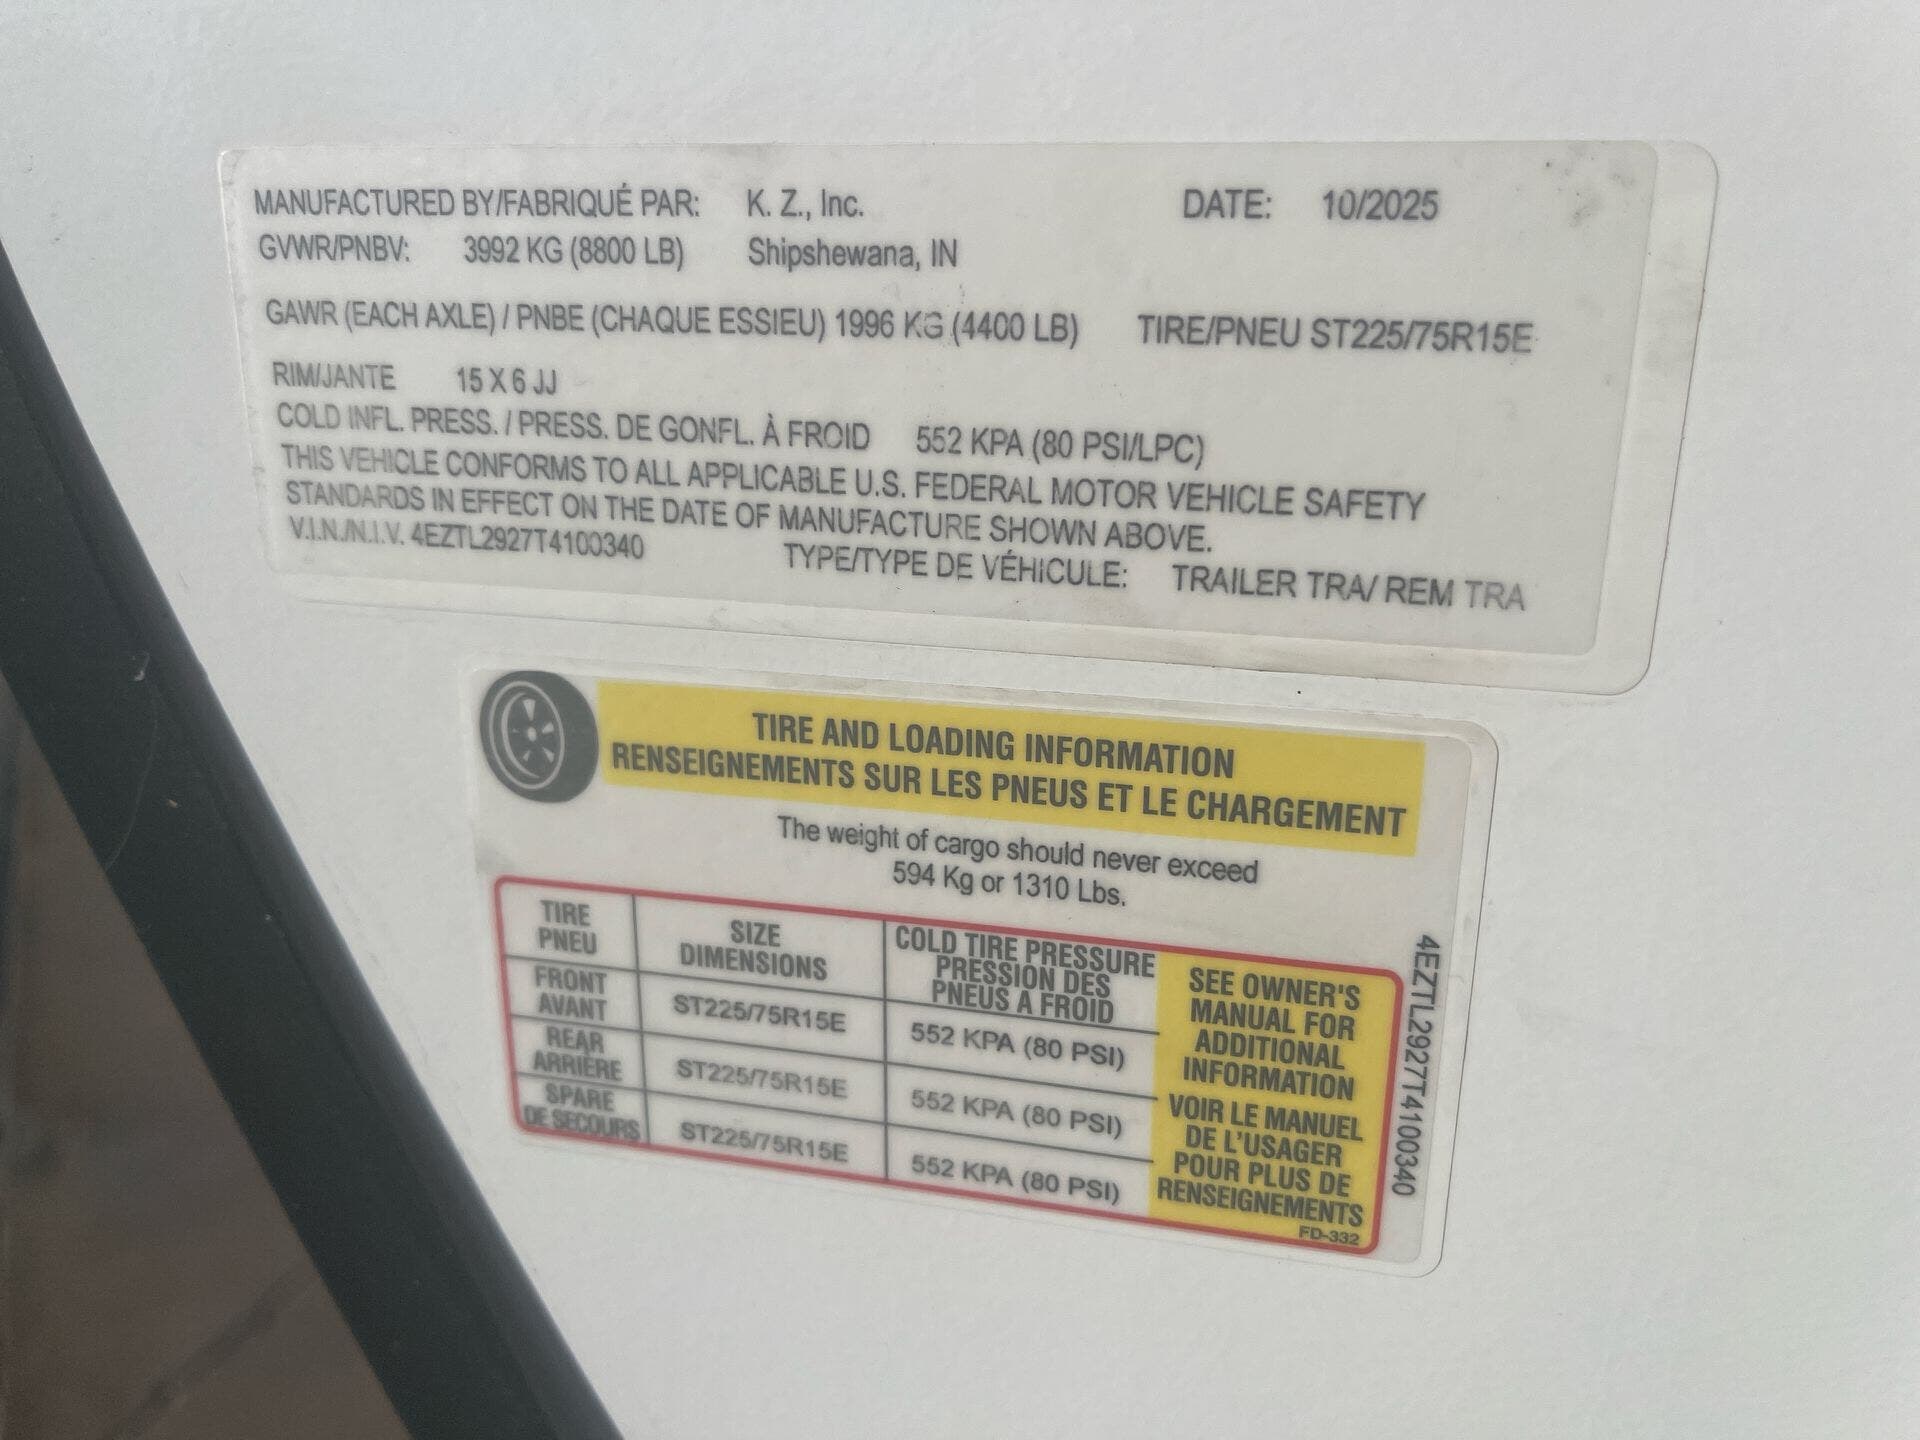 MANUFACTURED BY/FABRIQUÉ PAR: K. Z., Inc. DATE: 10/2025
GVWR/PNBV: 3992 KG (8800 LB) Shipshewana, IN
GAWR (EACH AXLE) / PNBE (CHAQUE ESSIEU) 1996 KG (4400 LB) TIRE/PNEU ST225/75R15E
RIM/JANTE 15 X 6 JJ
COLD INFL. PRESS. / PRESS. DE GONFL. À FROID 552 KPA (80 PSI/LPC)
THIS VEHICLE CONFORMS TO ALL APPLICABLE U.S. FEDERAL MOTOR VEHICLE SAFETY
STANDARDS IN EFFECT ON THE DATE OF MANUFACTURE SHOWN ABOVE.
V.I.N./N.I.V. 4EZTL2927T4100340 TYPE/TYPE DE VÉHICULE: TRAILER TRA/ REM TRA
TIRE AND LOADING INFORMATION
RENSEIGNEMENTS SUR LES PNEUS ET LE CHARGEMENT
The weight of cargo should never exceed
594 Kg or 1310 Lbs.
TIRE
PNEU
SIZE
DIMENSIONS
COLD TIRE PRESSURE
PRESSION DES
PNEUS A FROID
FRONT
AVANT
ST225/75R15E
552 KPA (80 PSI)
REAR
ARRIÈRE
ST225/75R15E
552 KPA (80 PSI)
SPARE
DE SECOURS
ST225/75R15E
552 KPA (80 PSI)
SEE OWNER'S
MANUAL FOR
ADDITIONAL
INFORMATION
VOIR LE MANUEL
DE L'USAGER
POUR PLUS DE
RENSEIGNEMENTS
FD-332
4EZTL2927T4100340